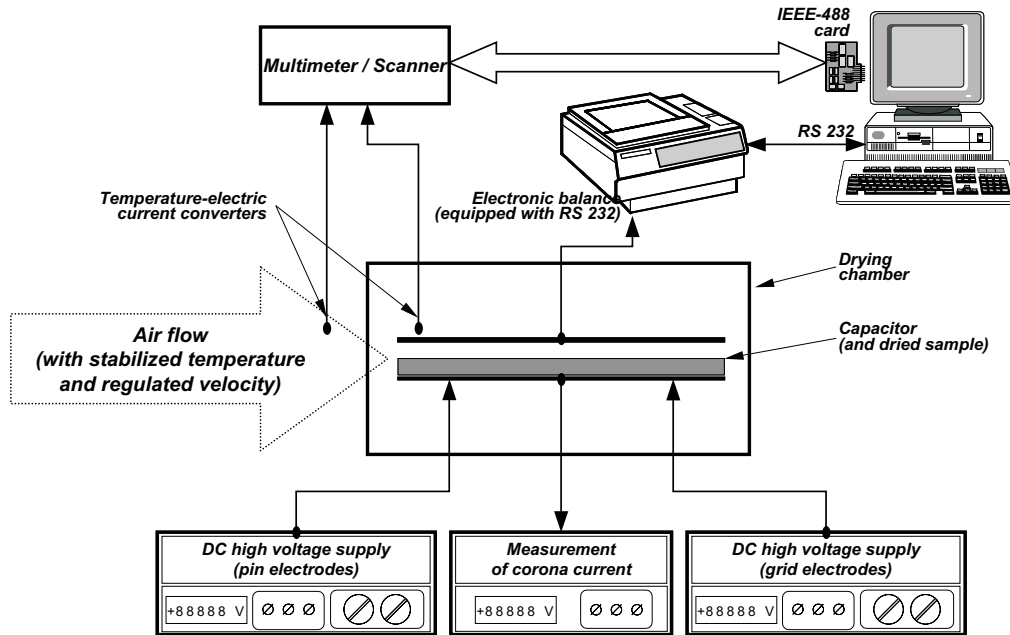 IEEE-488
card
Multimeter / Scanner
RS 232
Temperature-electric
current converters
Electronic balance
(equipped with RS 232)
Drying
chamber
Air flow
(with stabilized temperature
and regulated velocity)
Capacitor
(and dried sample)
DC high voltage supply
(pin electrodes)
+88888 V
Measurement
of corona current
+88888 V
DC high voltage supply
(grid electrodes)
+88888 V